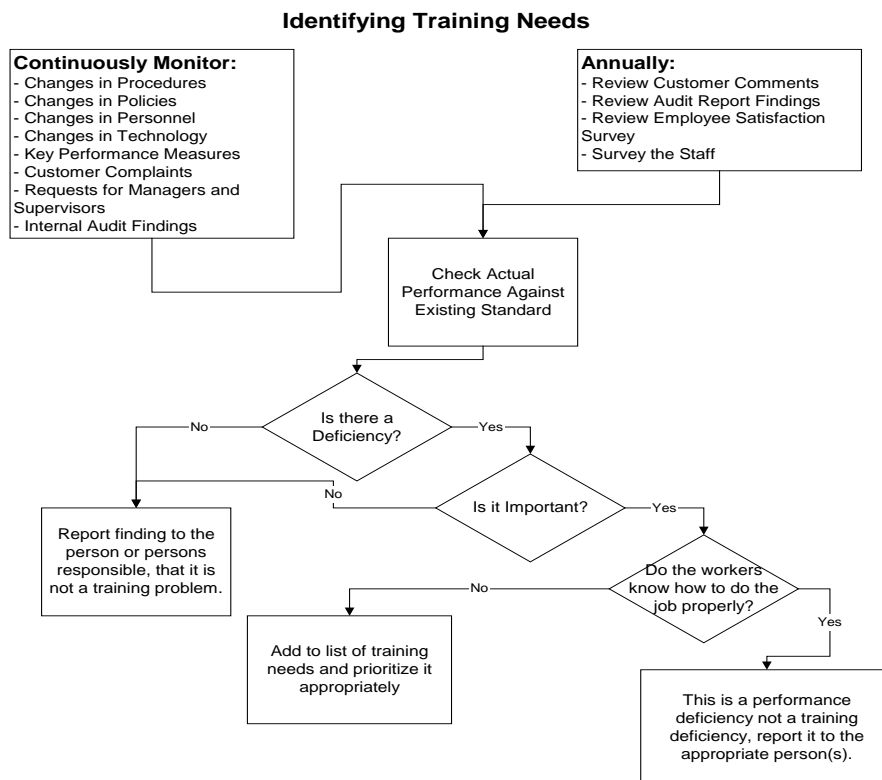 Identifying Training Needs
Continuously Monitor:
- Changes in Procedures
- Changes in Policies
- Changes in Personnel
- Changes in Technology
- Key Performance Measures
- Customer Complaints
- Requests for Managers and
Supervisors
- Internal Audit Findings
Annually:
- Review Customer Comments
- Review Audit Report Findings
- Review Employee Satisfaction
Survey
- Survey the Staff
Check Actual
Performance Against
Existing Standard
Is there a
Deficiency?
No
Yes
Is it Important?
No
Yes
Report finding to the
person or persons
responsible, that it is
not a training problem.
Do the workers
know how to do the
job properly?
No
Yes
Add to list of training
needs and prioritize it
appropriately
This is a performance
deficiency not a training
deficiency, report it to the
appropriate person(s).